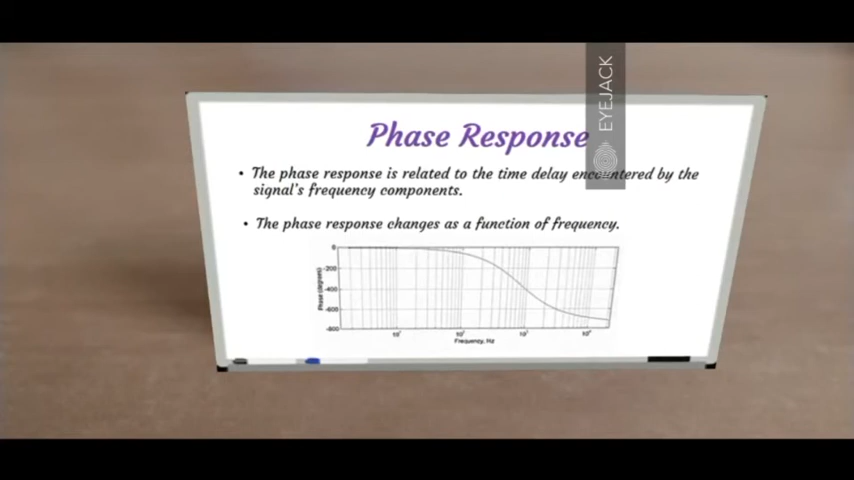 EYEJACK
Phase Response
• The phase response is related to the time delay encountered by the
signal's frequency components.
• The phase response changes as a function of frequency.
0
-200
-400
-600
-800
Phase (degrees)
Frequency, Hz